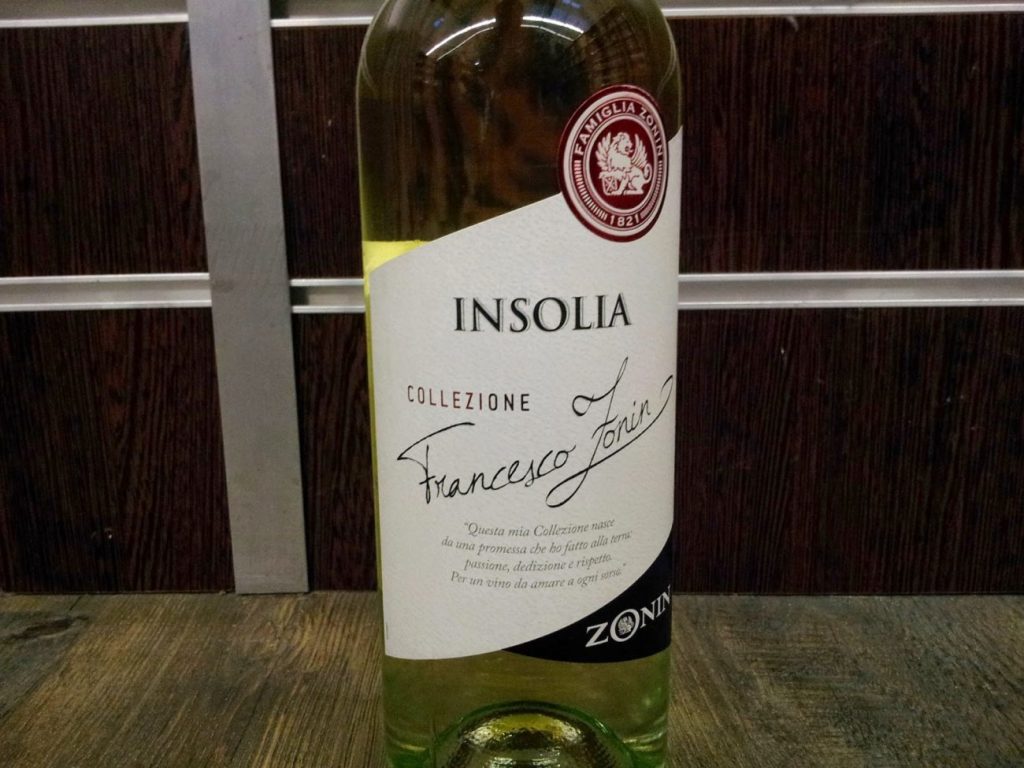 FAMIGLIA ZONIN
1821
INSOLIA
COLLEZIONE
Francesco Zonin
"Questa mia Collezione nasce
da una promessa che ho fatto alla terra:
passione, dedizione e rispetto.
Per un vino da amare a ogni sorso."
ZONIN